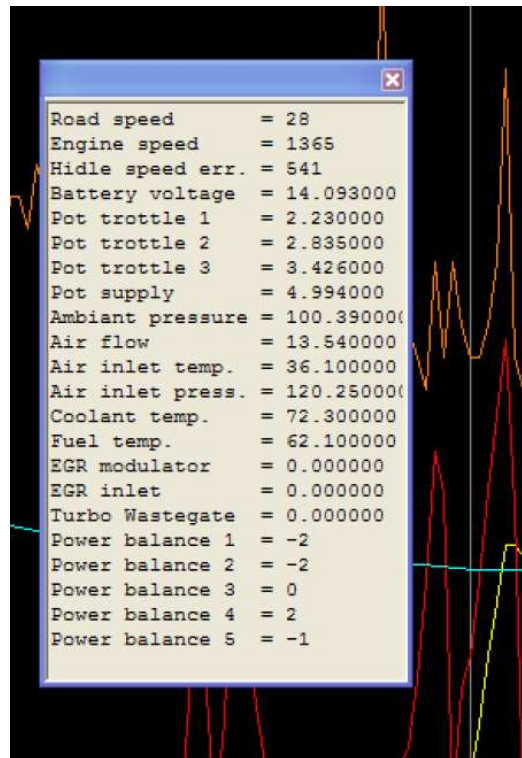 Road speed = 28
Engine speed = 1365
Hidle speed err. = 541
Battery voltage = 14.093000
Pot trottle 1 = 2.230000
Pot trottle 2 = 2.835000
Pot trottle 3 = 3.426000
Pot supply = 4.994000
Ambiant pressure = 100.390000
Air flow = 13.540000
Air inlet temp. = 36.100000
Air inlet press. = 120.250000
Coolant temp. = 72.300000
Fuel temp. = 62.100000
EGR modulator = 0.000000
EGR inlet = 0.000000
Turbo Wastegate = 0.000000
Power balance 1 = -2
Power balance 2 = -2
Power balance 3 = 0
Power balance 4 = 2
Power balance 5 = -1